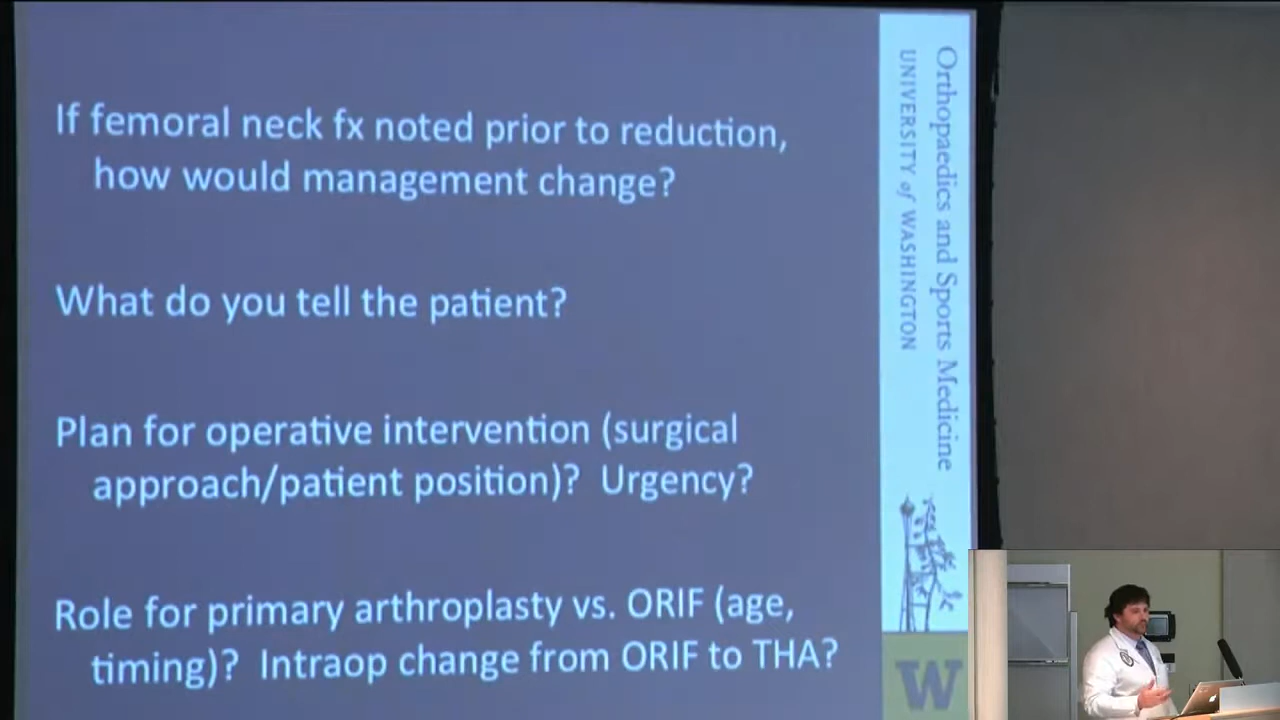 If femoral neck fx noted prior to reduction,
how would management change?
What do you tell the patient?
Plan for operative intervention (surgical
approach/patient position)? Urgency?
Role for primary arthroplasty vs. ORIF (age,
timing)? Intraop change from ORIF to THA?
Orthopaedics and Sports Medicine
UNIVERSITY of WASHINGTON
W